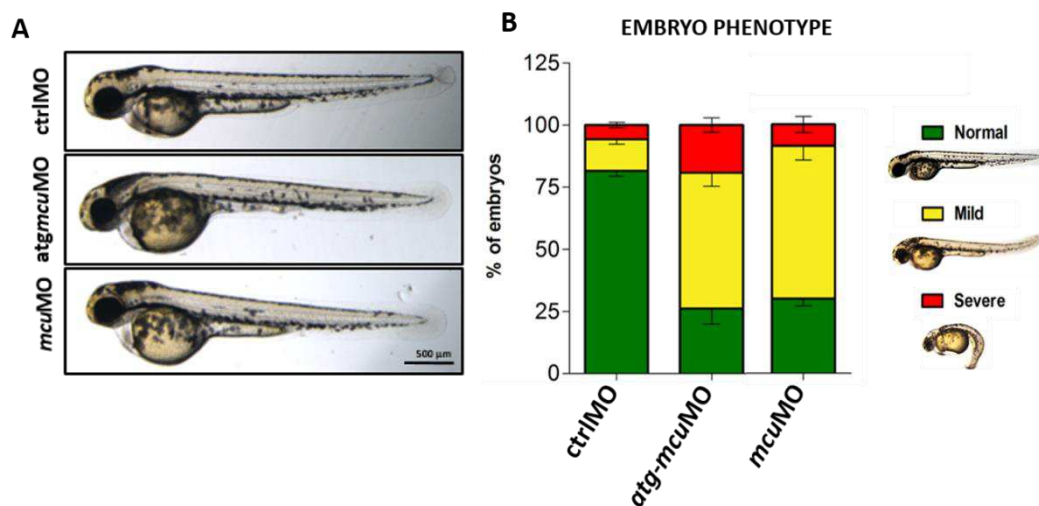 A
ctrlMO
atgmcuMO
mcuMO
500 µm
B
EMBRYO PHENOTYPE
% of embryos
125
100
75
50
25
0
ctrlMO
atg-mcuMO
mcuMO
Normal
Mild
Severe